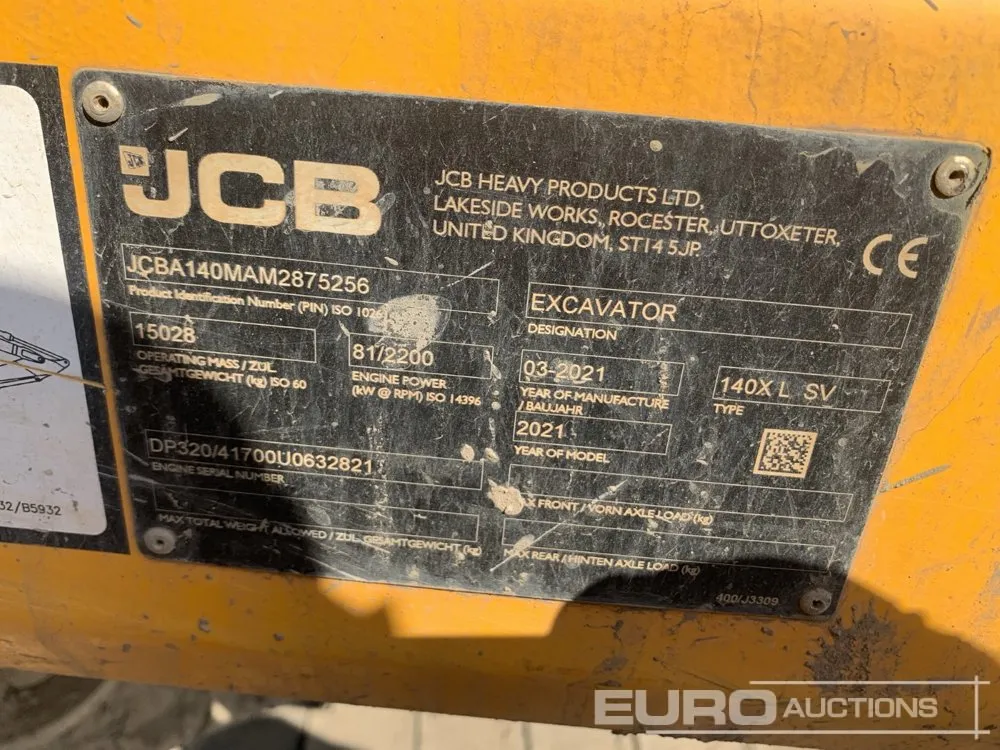 JCB
JCB HEAVY PRODUCTS LTD,
LAKESIDE WORKS, ROCESTER, UTTOXETER,
UNITED KINGDOM, ST14 5JP.
CE
JCBA140MAM2875256
Product Identification Number (PIN) ISO
EXCAVATOR
DESIGNATION
15028
OPERATING MASS / ZUL.
GESAMTGEWICHT (kg) ISO 60
81/2200
ENGINE POWER
(kW @ RPM) ISO 14396
03-2021
YEAR OF MANUFACTURE
/ BAUJAHR
140X L SV
TYPE
2021
YEAR OF MODEL
DP320/41700U0632821
ENGINE SERIAL NUMBER
FRONT / VORN AXLE LOAD (kg)
MAX TOTAL WEIGHT ALLOWED / ZUL. GESAMTGEWICHT (kg)
MAX REAR / HINTEN AXLE LOAD (kg)
400/J3309
32/B5932
EURO AUCTIONS